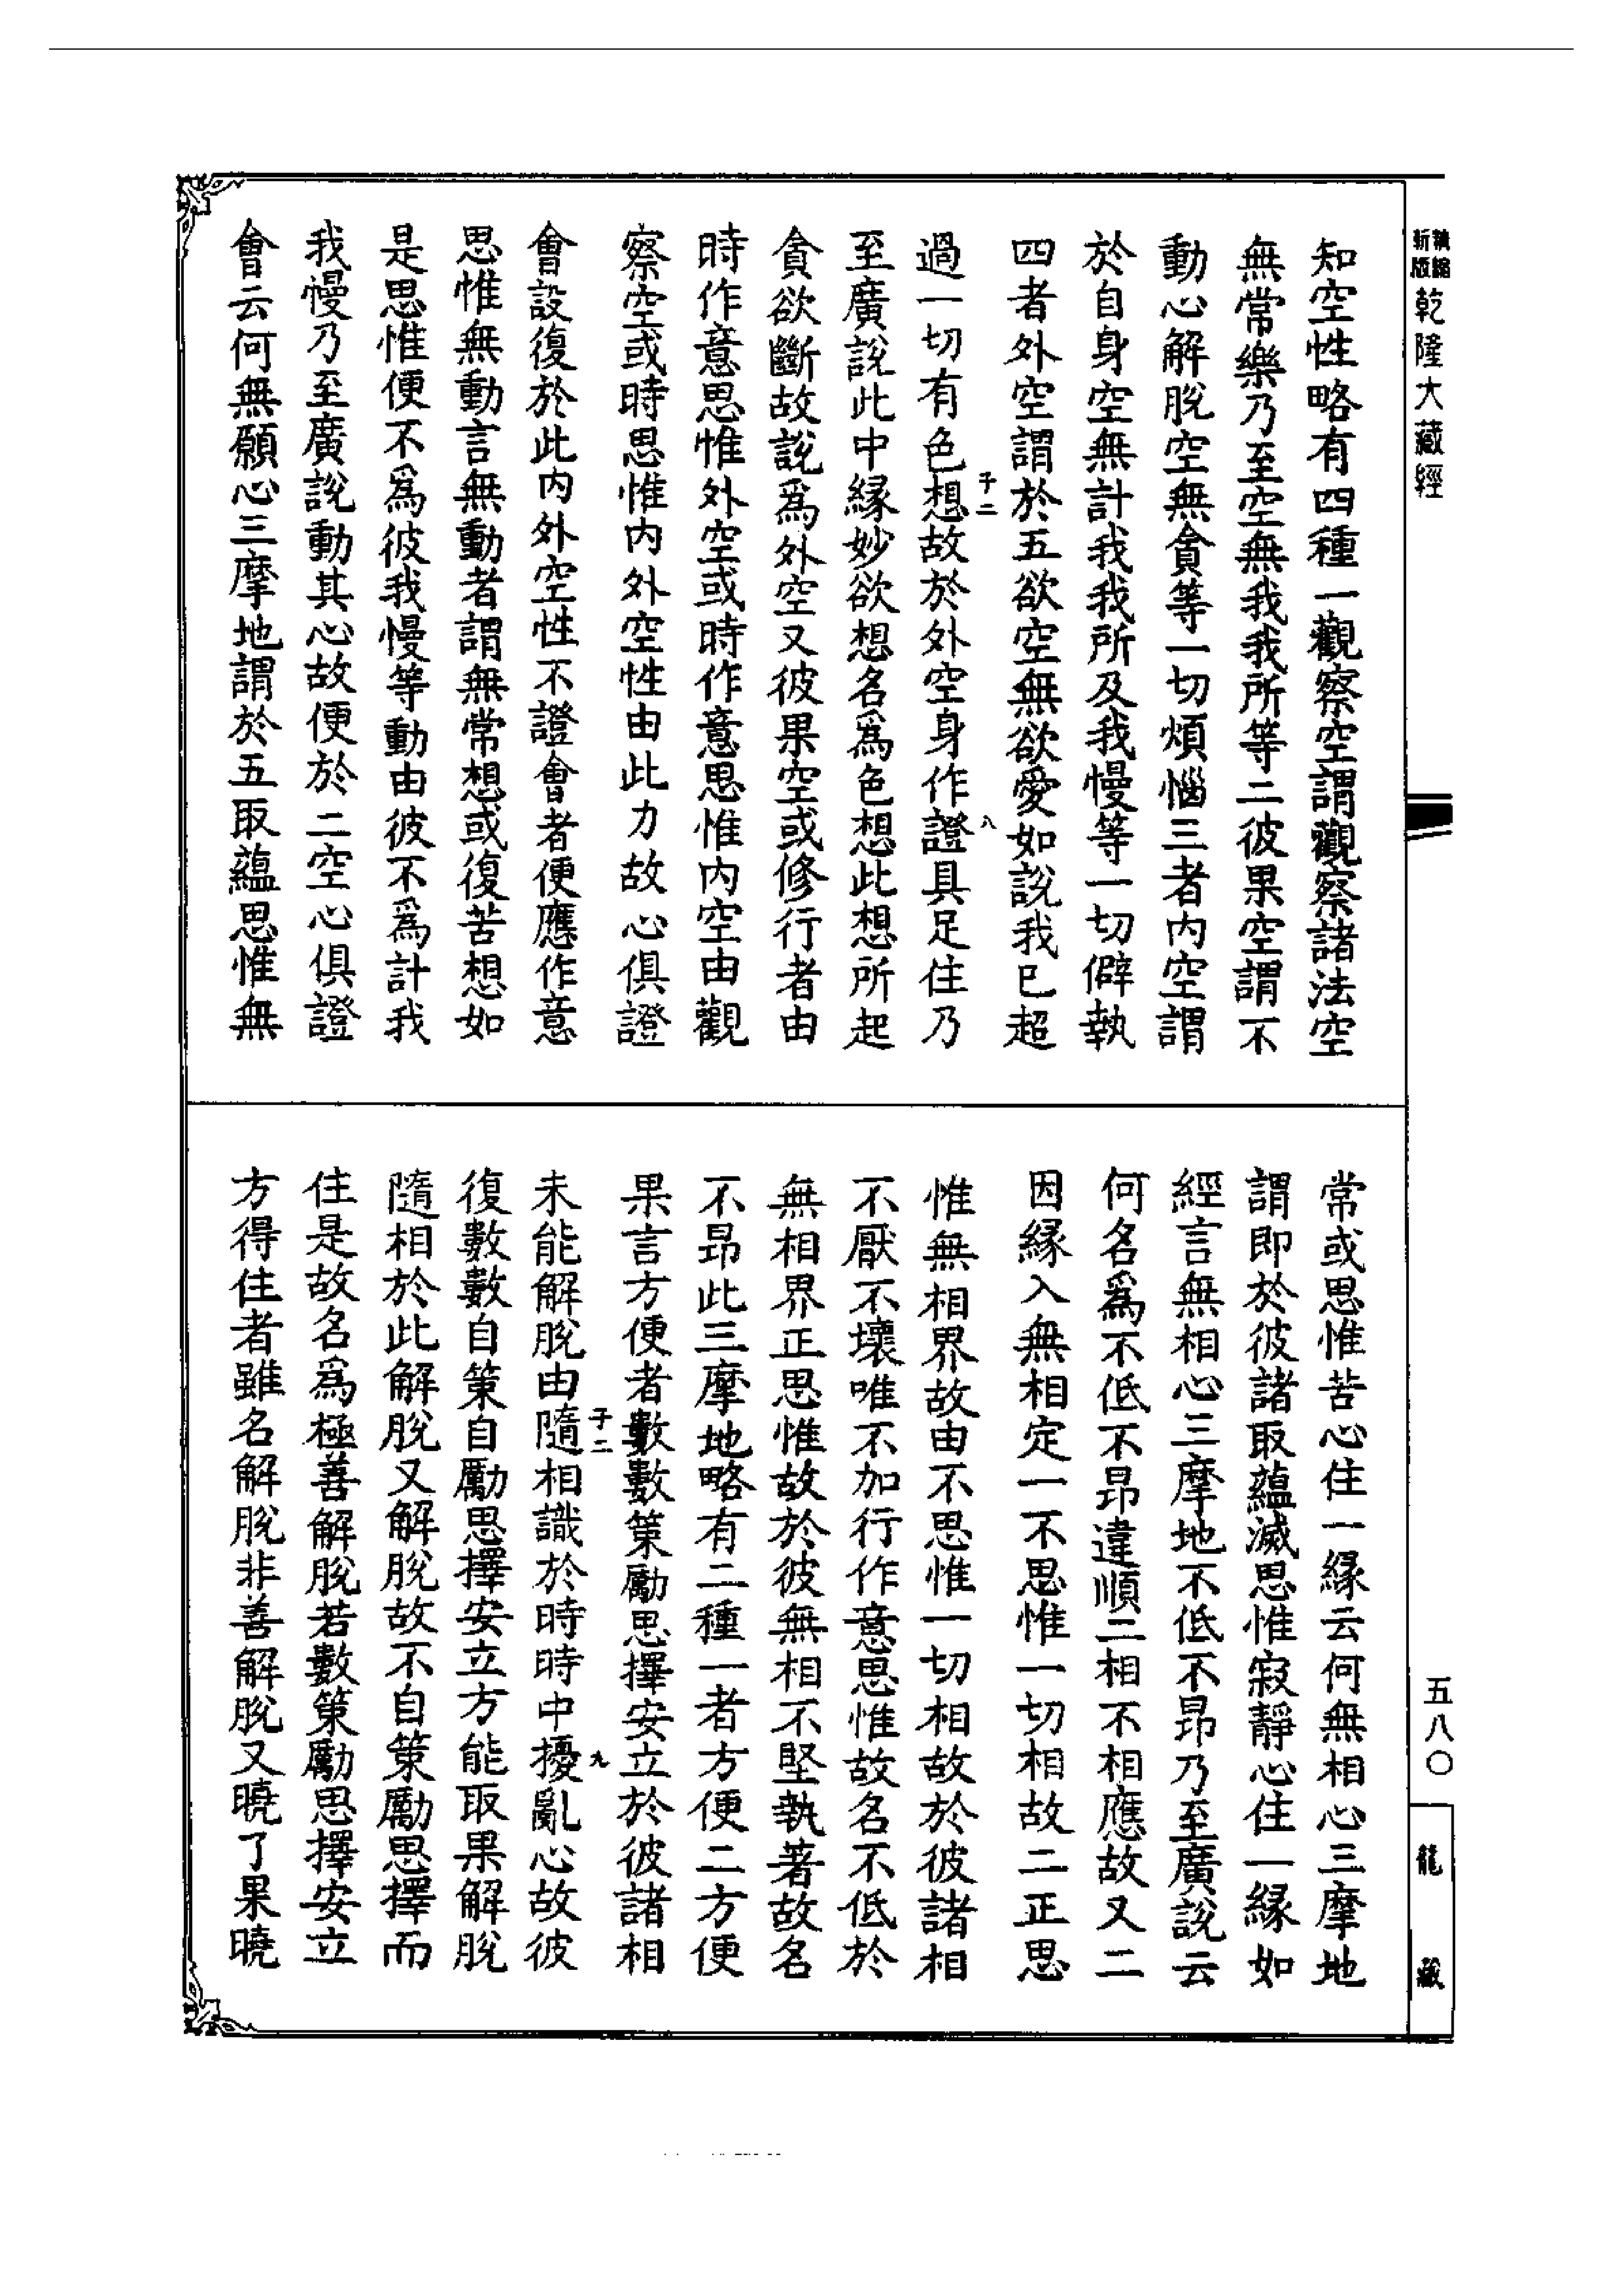 新版精縮乾隆大藏經
知空性略有四種一觀察空謂觀察諸法空
無常樂乃至空無我我所等二彼果空謂不
動心解脫空無貪等一切煩惱三者內空謂
於自身空無計我我所及我慢等一切僻執
四者外空謂於五欲空無欲愛如說我已超
過一切有色想故於外空身作證具足住乃
于二
八
至廣說此中緣妙欲想名爲色想此想所起
貪欲斷故說爲外空又彼果空或修行者由
時作意思惟外空或時作意思惟內空由觀
察空或時思惟內外空性由此力故心俱證
會設復於此內外空性不證會者便應作意
思惟無動言無動者謂無常想或復苦想如
是思惟便不爲彼我慢等動由彼不爲計我
我慢乃至廣說動其心故便於二空心俱證
會云何無願心三摩地謂於五取蘊思惟無
常或思惟苦心住一緣云何無相心三摩地
謂即於彼諸取蘊滅思惟寂靜心住一緣如
經言無相心三摩地不低不昂乃至廣說云
何名爲不低不昂違順二相不相應故又二
因緣入無相定一不思惟一切相故二正思
惟無相界故由不思惟一切相故於彼諸相
不厭不壞唯不加行作意思惟故名不低於
無相界正思惟故於彼無相不堅執著故名
不昂此三摩地略有二種一者方便二方便
果言方便者數數策勵思擇安立於彼諸相
未能解脫由隨相識於時時中擾亂心故彼
于二
九
復數數自策自勵思擇安立方能取果解脫
隨相於此解脫又解脫故不自策勵思擇而
住是故名爲極善解脫若數策勵思擇安立
方得住者雖名解脫非善解脫又曉了果曉
五八〇
龍藏